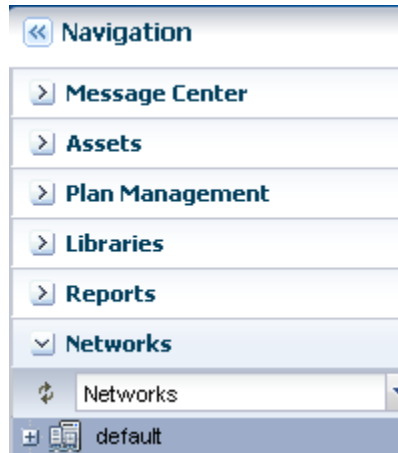 Navigation
Message Center
Assets
Plan Management
Libraries
Reports
Networks
Networks
default